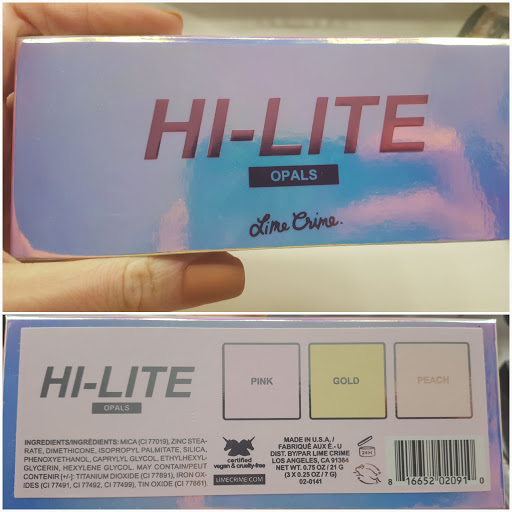 HI-LITE
OPALS
Lime Crime.
HI-LITE
OPALS
PINK
GOLD
PEACH
INGREDIENTS/INGRÉDIENTS: MICA (CI 77019), ZINC STEA-
RATE, DIMETHICONE, ISOPROPYL PALMITATE, SILICA,
PHENOXYETHANOL, CAPRYLYL GLYCOL, ETHYLHEXYL-
GLYCERIN, HEXYLENE GLYCOL. MAY CONTAIN/PEUT
CONTENIR [+/-]: TITANIUM DIOXIDE (CI 77891), IRON OX-
IDES (CI 77491, CI 77492, CI 77499), TIN OXIDE (CI 77861).
certified
vegan & cruelty-free
LIMECRIME.COM
MADE IN U.S.A. /
FABRIQUÉ AUX É.-U
DIST. BY/PAR LIME CRIME
LOS ANGELES, CA 91364
NET WT. 0.75 OZ / 21 G
(3 X 0.25 OZ / 7 G)
02-0141
24M
8 16652 02091 0